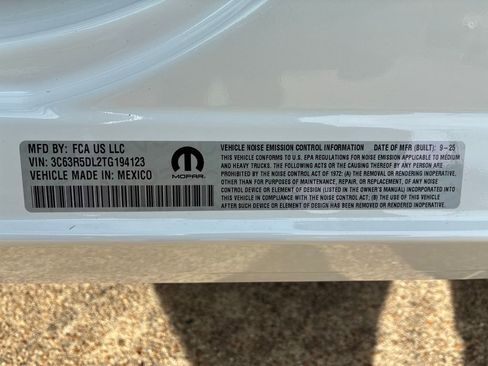 MFD BY: FCA US LLC
VIN: 3C63R5DL2TG194123
VEHICLE MADE IN: MEXICO
MOPAR
VEHICLE NOISE EMISSION CONTROL INFORMATION DATE OF MFR (BUILT): 9-25
THIS VEHICLE CONFORMS TO U.S. EPA REGULATIONS FOR NOISE EMISSION APPLICABLE TO MEDIUM
AND HEAVY TRUCKS. THE FOLLOWING ACTS OR CAUSING THEREOF BY ANY PERSON ARE
PROHIBITED BY THE NOISE CONTROL ACT OF 1972: (A) THE REMOVAL OR RENDERING INOPERATIVE,
OTHER THAN FOR PURPOSES OF MAINTENANCE, REPAIR, OR REPLACEMENT, OF ANY NOISE
CONTROL DEVICE OR ELEMENT OF DESIGN (LISTED IN THE OWNER'S MANUAL) INCORPORATED INTO
THIS VEHICLE IN COMPLIANCE WITH THE NOISE CONTROL ACT; (B) THE USE OF THIS VEHICLE
AFTER SUCH DEVICE OR ELEMENT OF DESIGN HAS BEEN REMOVED OR RENDERED INOPERATIVE.